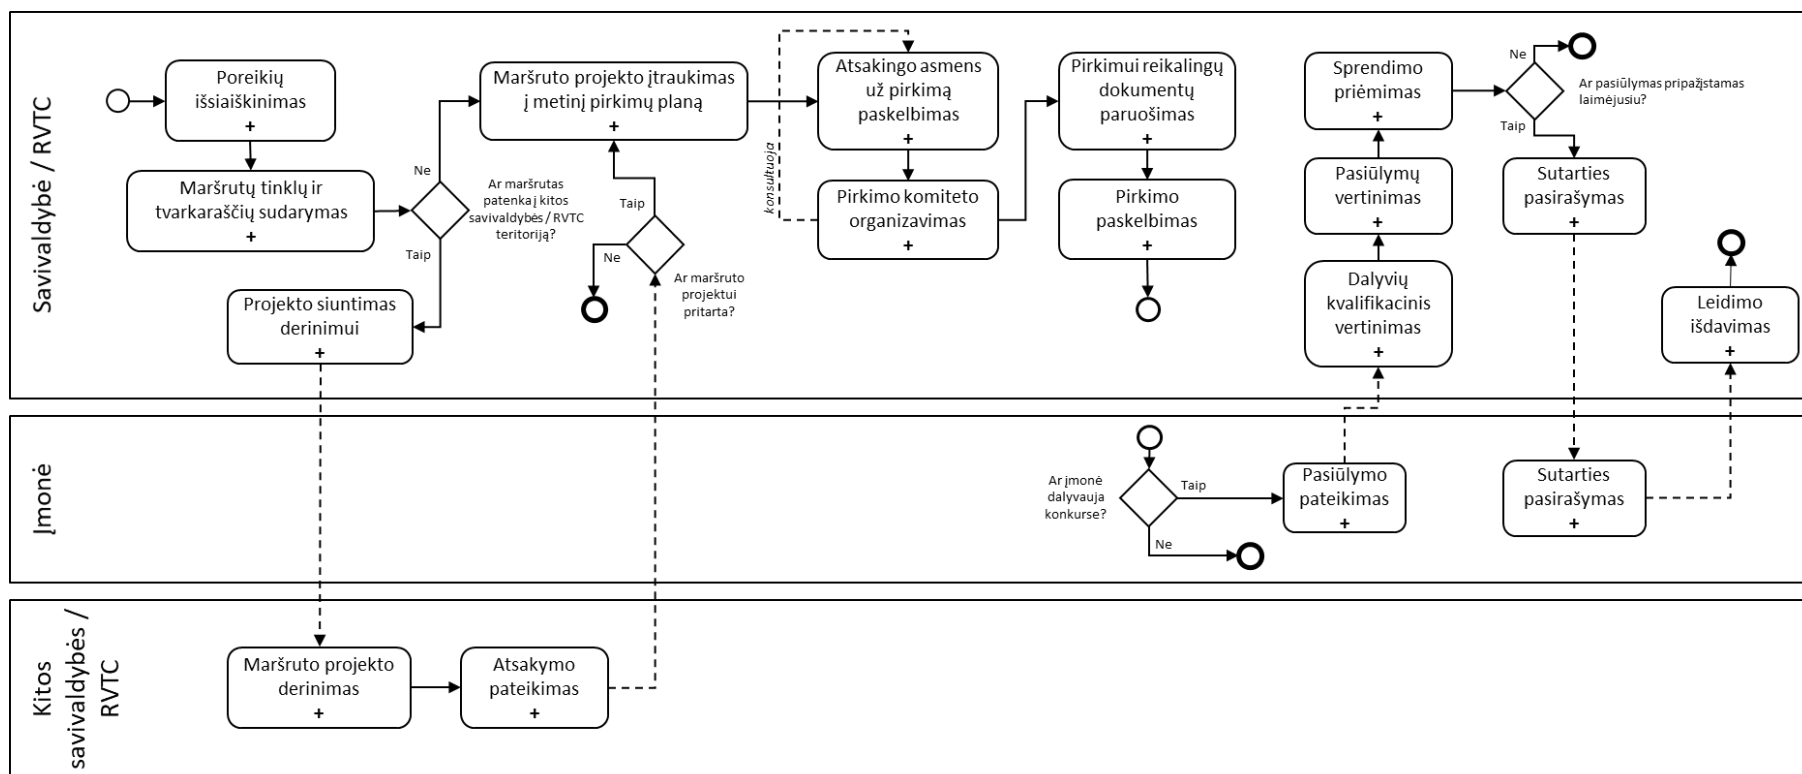 Savivaldybė / RVTC
Poreikių
išsiaiškinimas
+
Maršrutų tinklų ir
tvarkaraščių sudarymas
+
Ne
Taip
Ar maršrutas
patenka į kitos
savivaldybės / RVTC
teritoriją?
Projekto siuntimas
derinimui
+
Maršruto projekto įtraukimas
į metinį pirkimų planą
+
Taip
Ne
Ar maršruto
projektui
pritarta?
konsultuoja
Atsakingo asmens
už pirkimą
paskelbimas
+
Pirkimo komiteto
organizavimas
+
Pirkimui reikalingų
dokumentų
paruošimas
+
Pirkimo
paskelbimas
+
Sprendimo
priėmimas
+
Pasiūlymų
vertinimas
+
Dalyvių
kvalifikacinis
vertinimas
+
Ne
Ar pasiūlymas pripažįstamas
laimėjusiu?
Taip
Sutarties
pasirašymas
+
Leidimo
išdavimas
+
Įmonė
Ar įmonė
dalyvauja
konkurse?
Taip
Ne
Pasiūlymo
pateikimas
+
Sutarties
pasirašymas
+
Kitos
savivaldybės /
RVTC
Maršruto projekto
derinimas
+
Atsakymo
pateikimas
+